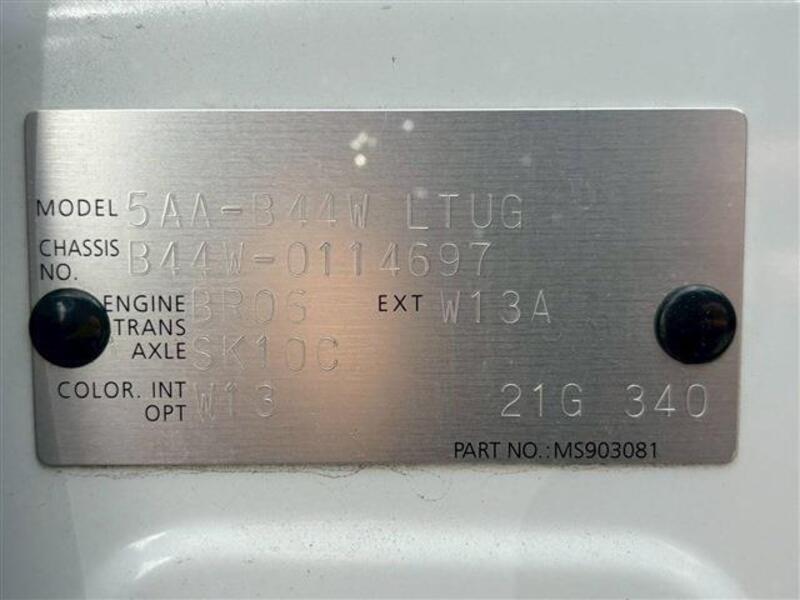 MODEL 5AA-B44W LTUG
CHASSIS NO. B44W-0114697
ENGINE BR06 EXT W13A
TRANS
AXLE SK10C
COLOR. INT W13 21G 340
OPT
PART NO.: MS903081